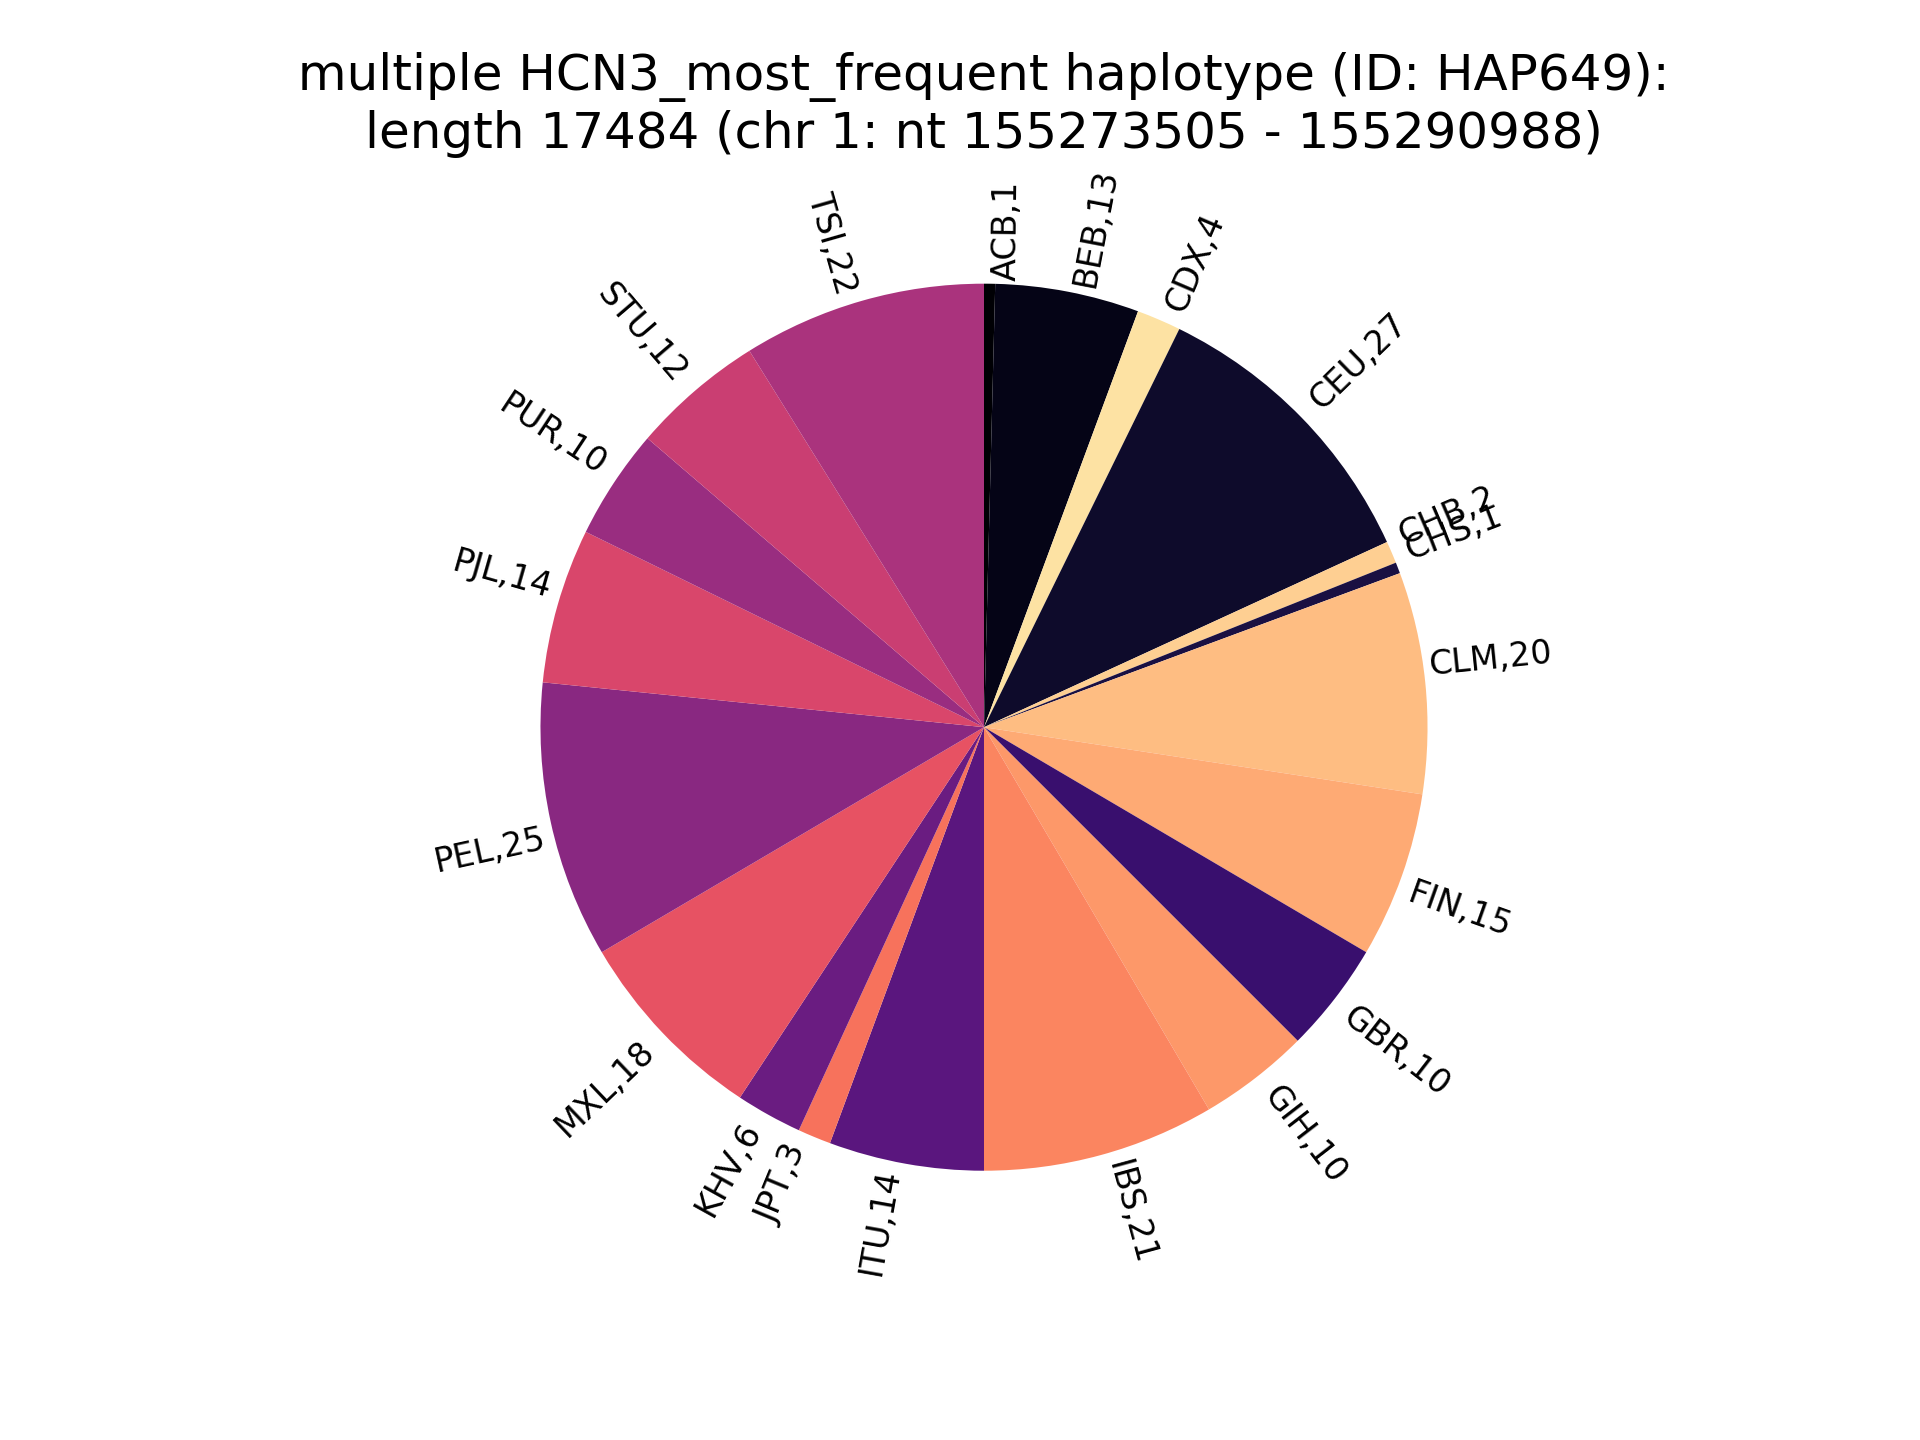 multiple HCN3_most_frequent haplotype (ID: HAP649):
length 17484 (chr 1: nt 155273505 - 155290988)
ACB,1
BEB,13
CDX,4
CEU,27
CHB,2
CHS,1
CLM,20
FIN,15
GBR,10
GIH,10
IBS,21
ITU,14
JPT,3
KHV,6
MXL,18
PEL,25
PJL,14
PUR,10
STU,12
TSI,22